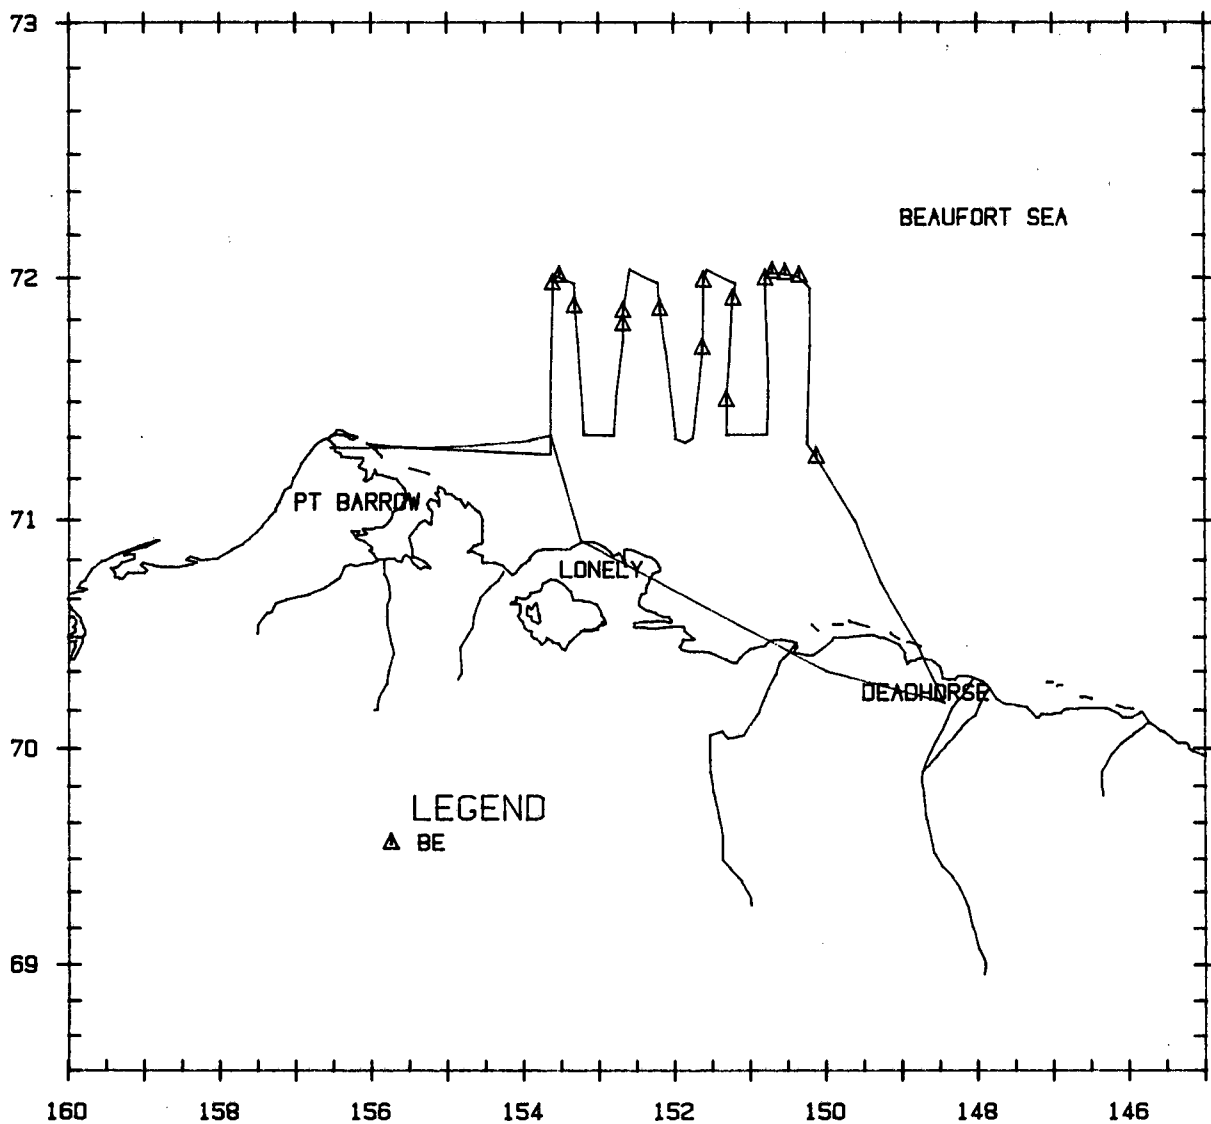 73
BEAUFORT SEA
72
PT BARROW
71
LONELY
DEADHORSE
70
LEGEND
BE
69
160 158 156 154 152 150 148 146